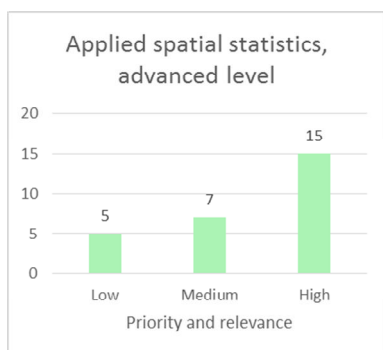 Applied spatial statistics,
advanced level
20
15
10
5
0
5
7
15
Low Medium High
Priority and relevance